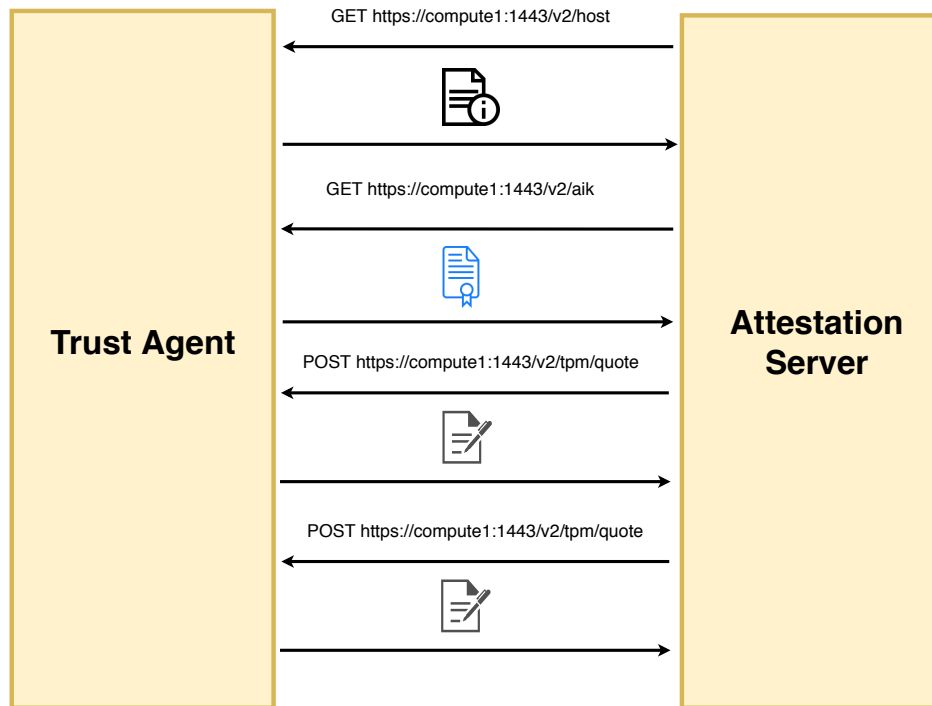 GET https://compute1:1443/v2/host
GET https://compute1:1443/v2/aik
Trust Agent
Attestation
Server
POST https://compute1:1443/v2/tpm/quote
POST https://compute1:1443/v2/tpm/quote